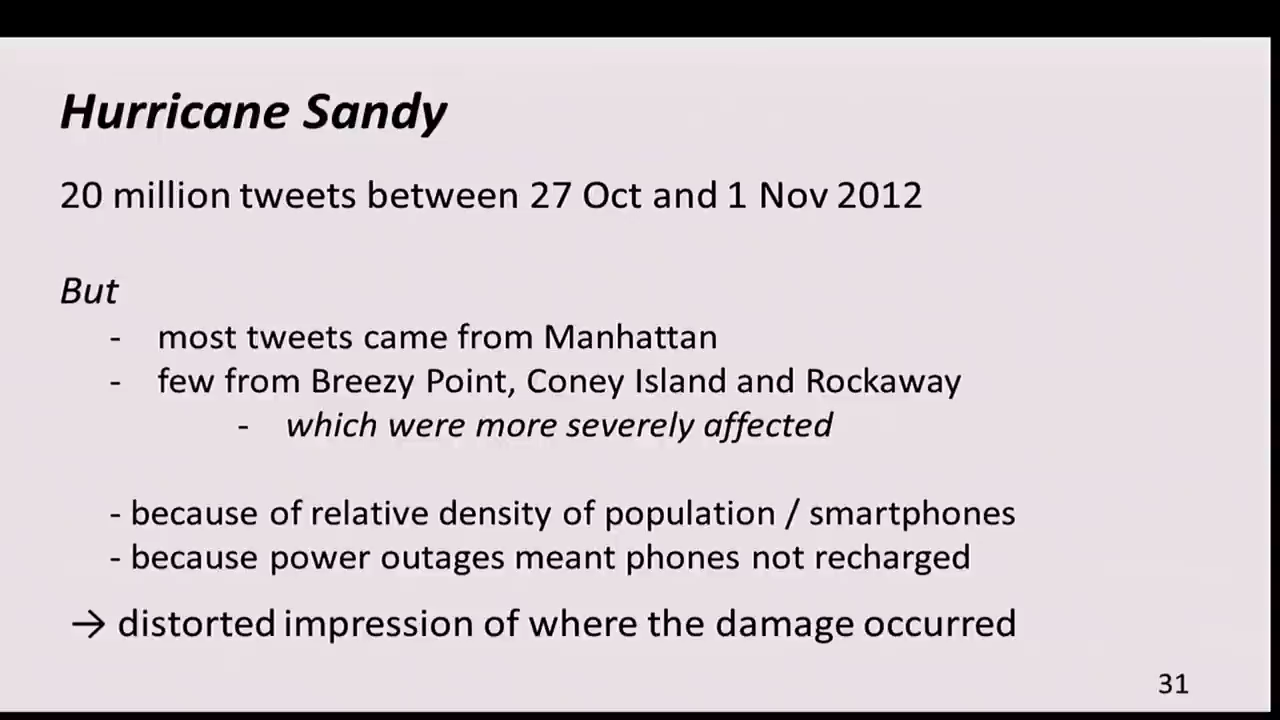 Hurricane Sandy
20 million tweets between 27 Oct and 1 Nov 2012
But
- most tweets came from Manhattan
- few from Breezy Point, Coney Island and Rockaway
- which were more severely affected
- because of relative density of population / smartphones
- because power outages meant phones not recharged
→ distorted impression of where the damage occurred
31